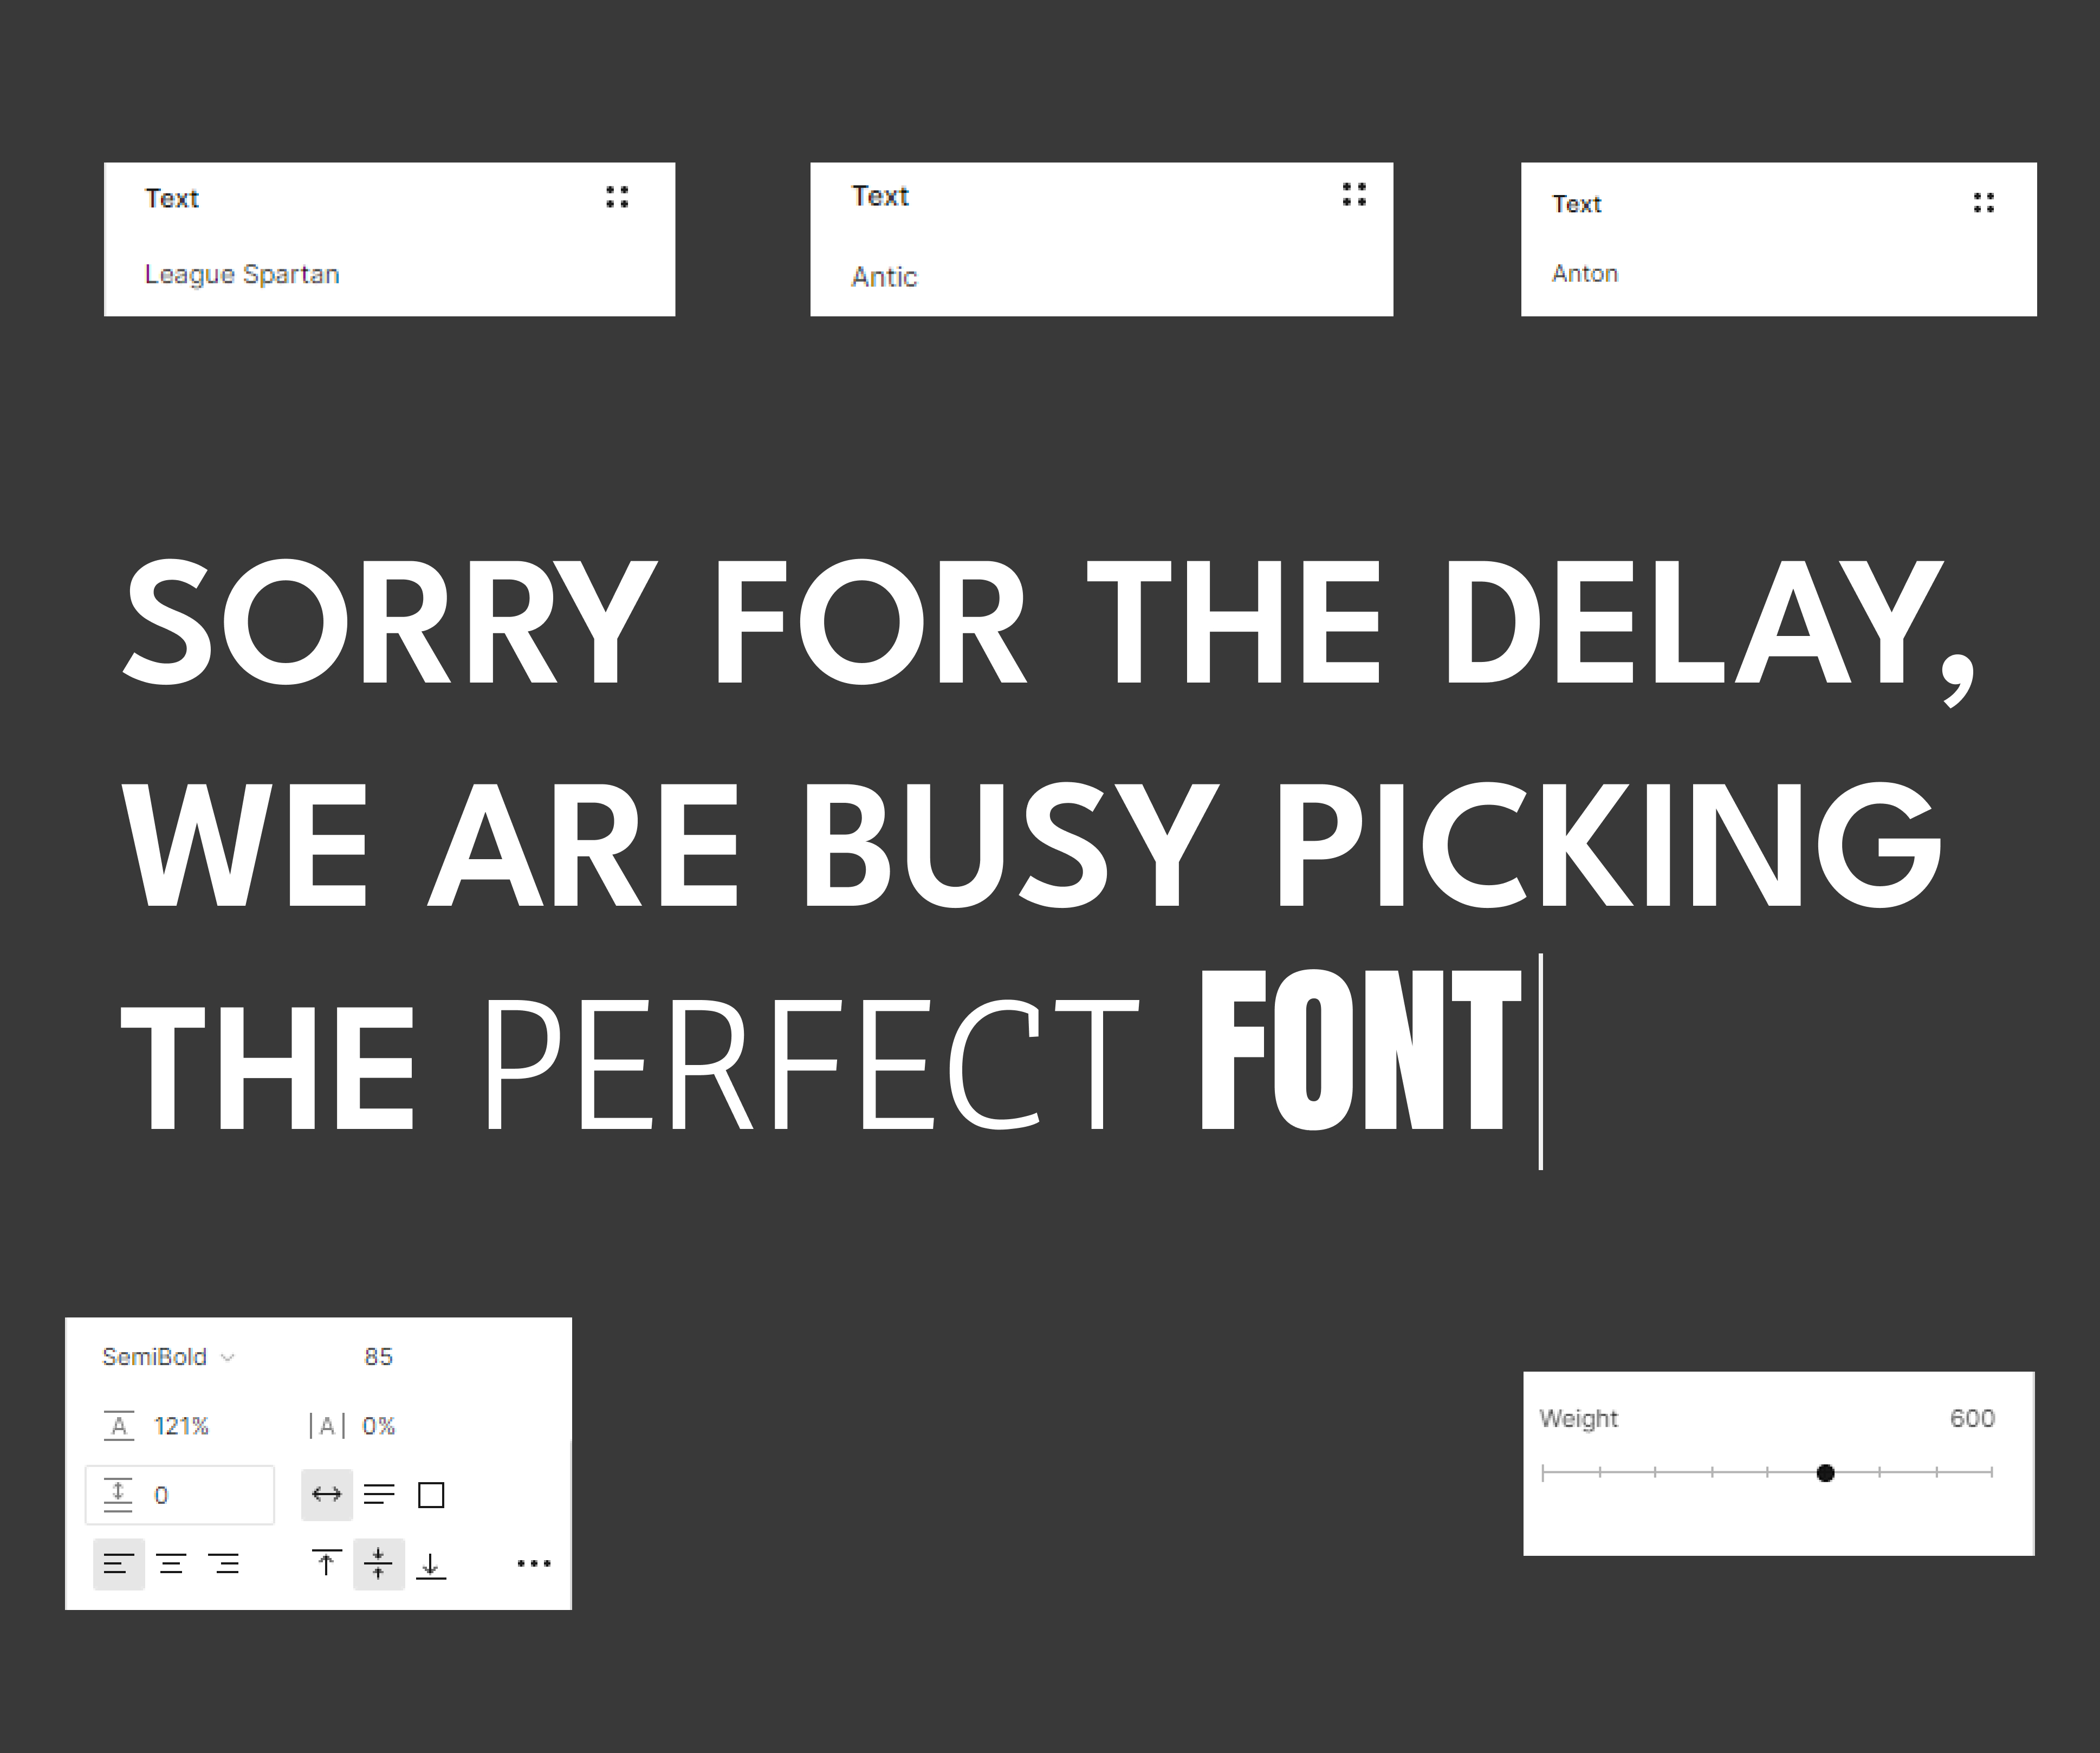 Text
League Spartan
Text
Antic
Text
Anton
SORRY FOR THE DELAY,
WE ARE BUSY PICKING
THE PERFECT FONT
SemiBold 85
A 121% |A| 0%
0
Weight 600